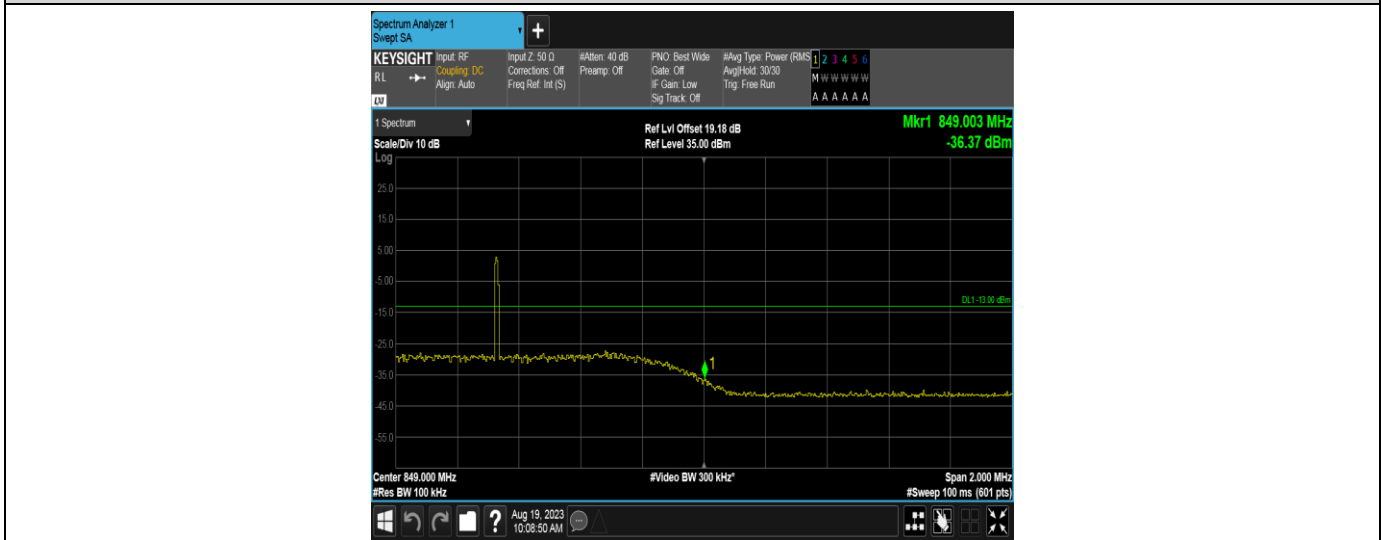 Spectrum Analyzer 1
Swept SA
+
KEYSIGHT
RL
LXI
Input: RF
Coupling: DC
Align: Auto
Input Z: 50 Ω
Corrections: Off
Freq Ref: Int (S)
#Atten: 40 dB
Preamp: Off
PNO: Best Wide
Gate: Off
IF Gain: Low
Sig Track: Off
#Avg Type: Power (RMS
Avg|Hold: 30/30
Trig: Free Run
1 2 3 4 5 6
M W W W W W
A A A A A A
1 Spectrum
Scale/Div 10 dB
Log
Ref Lvl Offset 19.18 dB
Ref Level 35.00 dBm
Mkr1 849.003 MHz
-36.37 dBm
25.0
15.0
5.00
-5.00
DL1 -13.00 dBm
-15.0
-25.0
1
-35.0
-45.0
-55.0
Center 849.000 MHz
#Video BW 300 kHz*
Span 2.000 MHz
#Res BW 100 kHz
#Sweep 100 ms (601 pts)
?
Aug 19, 2023
10:08:50 AM